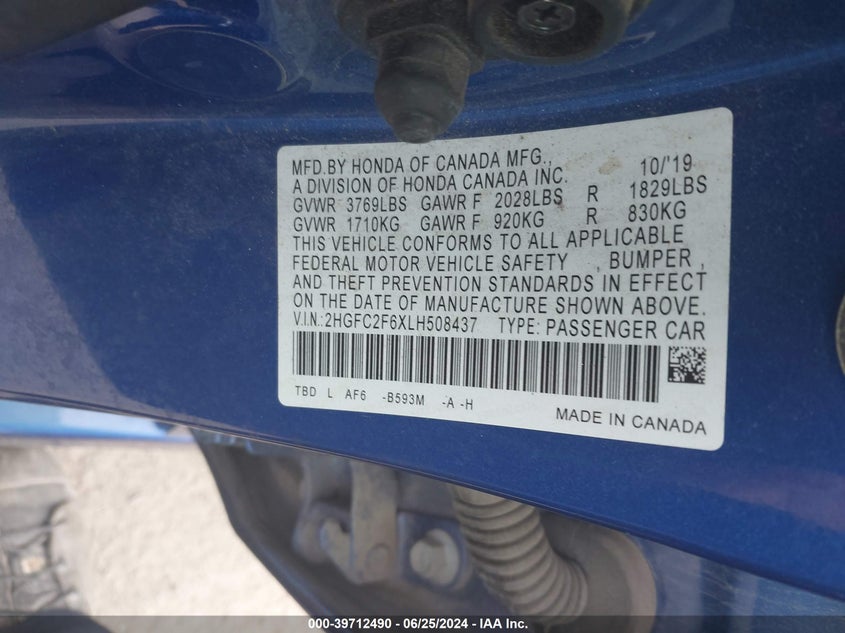 MFD.BY HONDA OF CANADA MFG., 10/'19
A DIVISION OF HONDA CANADA INC.
GVWR 3769LBS GAWR F 2028LBS R 1829LBS
GVWR 1710KG GAWR F 920KG R 830KG
THIS VEHICLE CONFORMS TO ALL APPLICABLE
FEDERAL MOTOR VEHICLE SAFETY , BUMPER ,
AND THEFT PREVENTION STANDARDS IN EFFECT
ON THE DATE OF MANUFACTURE SHOWN ABOVE.
V.I.N.:2HGFC2F6XLH508437 TYPE: PASSENGER CAR
TBD L AF6 -B593M -A -H
MADE IN CANADA
000-39712490 - 06/25/2024 - IAA Inc.